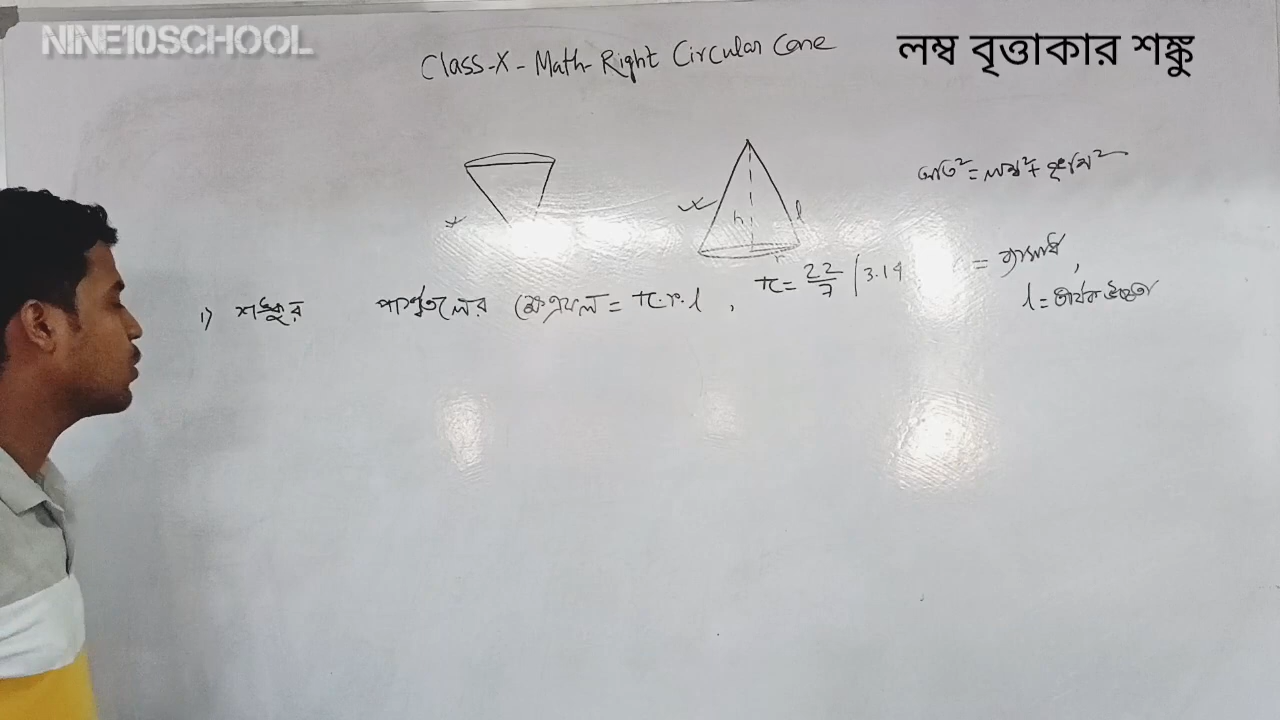 NINE10SCHOOL
Class-X-Math-Right Circular Cone
লম্ব বৃত্তাকার শঙ্কু
অতি² = লম্ব² + ভূমি²
h
l
r
π = 22/7 | 3.14
= ব্যাসার্ধ,
1) শঙ্কুর পার্শ্বতলের ক্ষেত্রফল = π.r.l ,
l = তীর্যক উচ্চতা